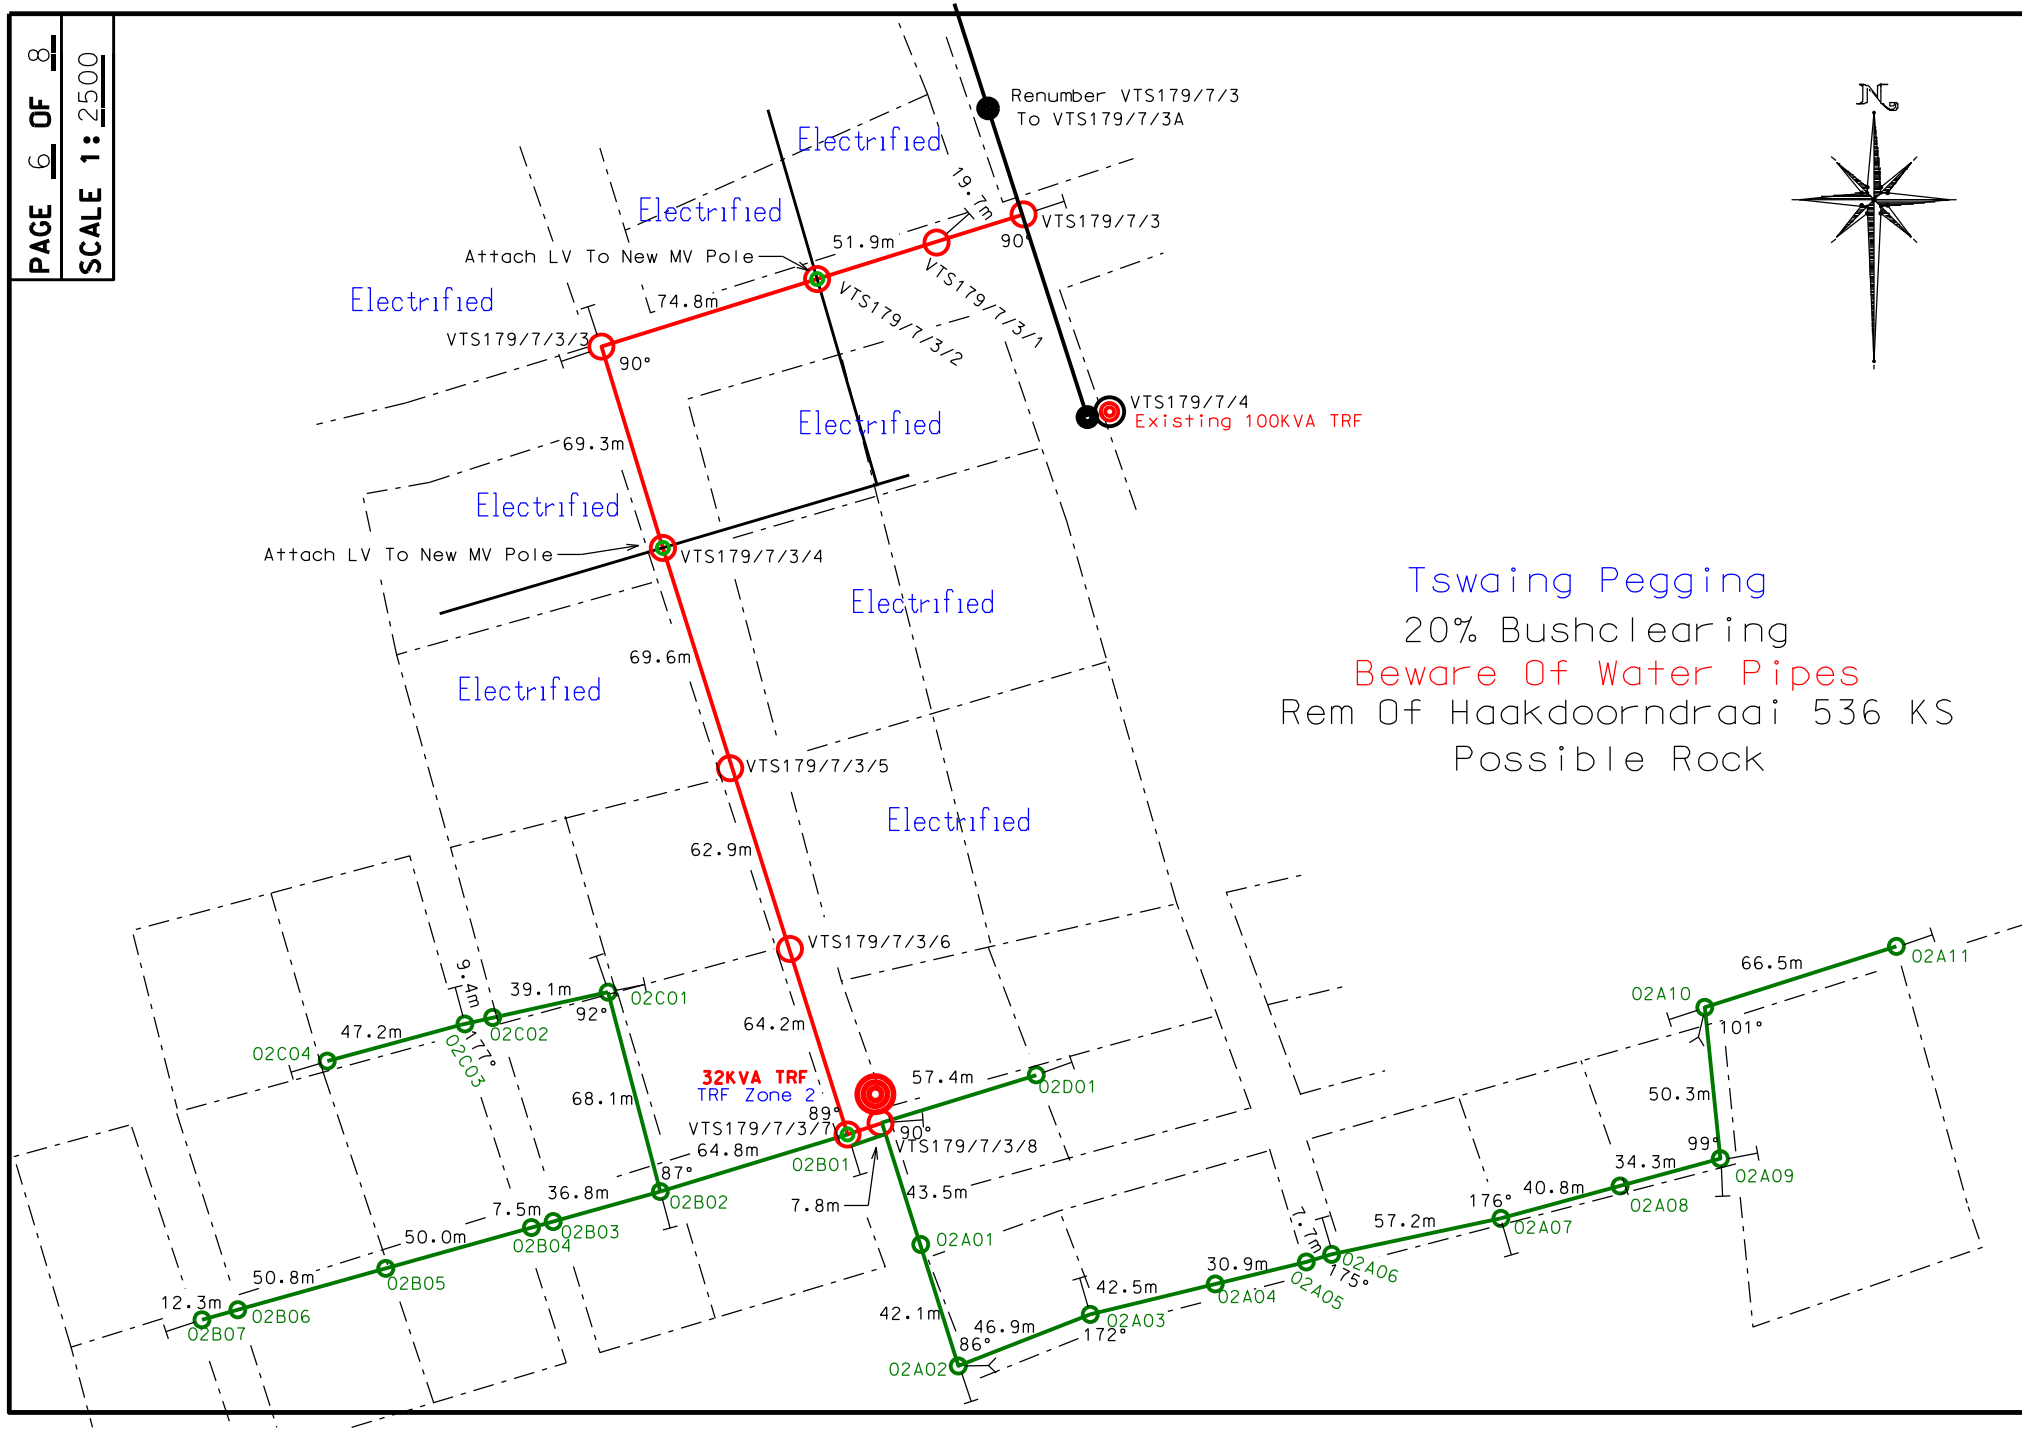 PAGE 6 OF 8
SCALE 1: 2500
N
Renumber VTS179/7/3
To VTS179/7/3A
Electrified
Electrified
19.7m
VTS179/7/3
90°
51.9m
Attach LV To New MV Pole
Electrified
74.8m
VTS179/7/3/1
VTS179/7/3/2
VTS179/7/3/3
90°
VTS179/7/4
Existing 100KVA TRF
Electrified
69.3m
Electrified
Attach LV To New MV Pole
VTS179/7/3/4
Electrified
Tswaing Pegging
20% Bushclearing
Beware Of Water Pipes
Rem Of Haakdoorndraai 536 KS
Possible Rock
69.6m
Electrified
VTS179/7/3/5
Electrified
62.9m
VTS179/7/3/6
66.5m
02A11
9.4m
39.1m
02C01
92°
02A10
101°
47.2m
02C02
177°
02C03
02C04
64.2m
32KVA TRF
TRF Zone 2
57.4m
02D01
68.1m
89°
50.3m
VTS179/7/3/7
90°
VTS179/7/3/8
64.8m
02B01
99°
34.3m
02A09
87°
02B02
7.8m
43.5m
40.8m
02A08
36.8m
7.5m
02B03
02B04
176°
02A07
57.2m
7.7m
50.0m
02A01
02A06
175°
02A05
50.8m
02B05
30.9m
02A04
12.3m
02B06
02B07
42.5m
42.1m
02A03
46.9m
172°
86°
02A02